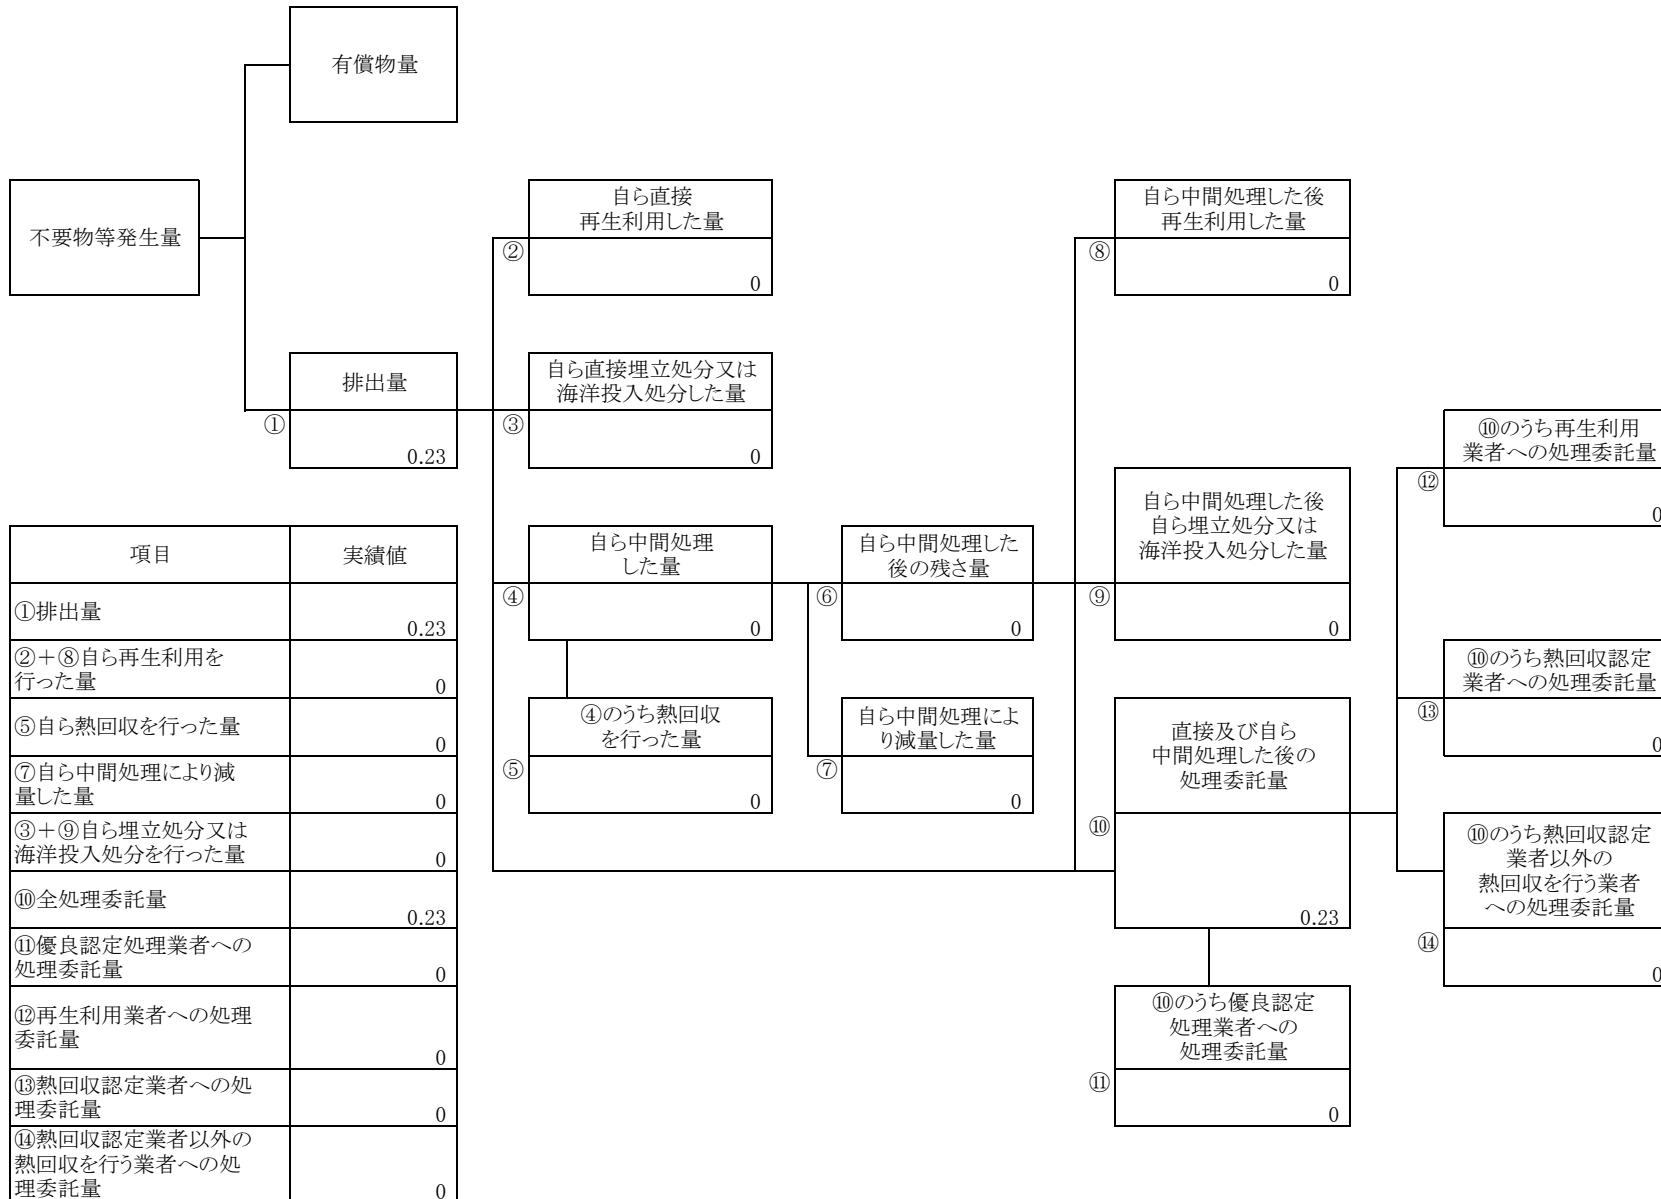 有償物量
不要物等発生量
自ら直接
再生利用した量
②
0
自ら中間処理した後
再生利用した量
⑧
0
排出量
①
0.23
自ら直接埋立処分又は
海洋投入処分した量
③
0
⑩のうち再生利用
業者への処理委託量
⑫
0
自ら中間処理
した量
④
0
自ら中間処理した
後の残さ量
⑥
0
自ら中間処理した後
自ら埋立処分又は
海洋投入処分した量
⑨
0
⑩のうち熱回収認定
業者への処理委託量
⑬
0
④のうち熱回収
を行った量
⑤
0
自ら中間処理によ
り減量した量
⑦
0
直接及び自ら
中間処理した後の
処理委託量
⑩
0.23
⑩のうち熱回収認定
業者以外の
熱回収を行う業者
への処理委託量
⑭
0
⑩のうち優良認定
処理業者への
処理委託量
⑪
0
項目 実績値
①排出量 0.23
②+⑧自ら再生利用を
行った量 0
⑤自ら熱回収を行った量 0
⑦自ら中間処理により減
量した量 0
③+⑨自ら埋立処分又は
海洋投入処分を行った量 0
⑩全処理委託量 0.23
⑪優良認定処理業者への
処理委託量 0
⑫再生利用業者への処理
委託量 0
⑬熱回収認定業者への処
理委託量 0
⑭熱回収認定業者以外の
熱回収を行う業者への処
理委託量 0